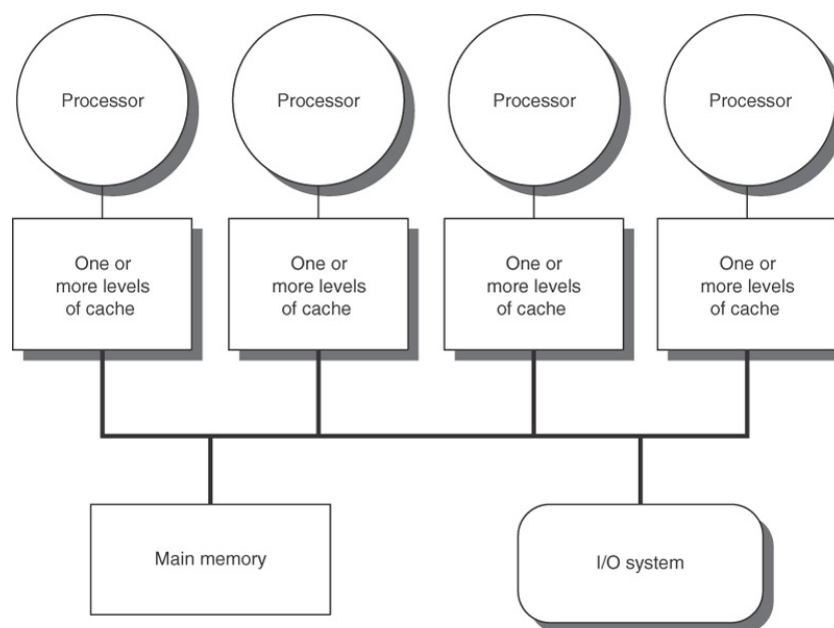 Processor
Processor
Processor
Processor
One or
more levels
of cache
One or
more levels
of cache
One or
more levels
of cache
One or
more levels
of cache
Main memory
I/O system